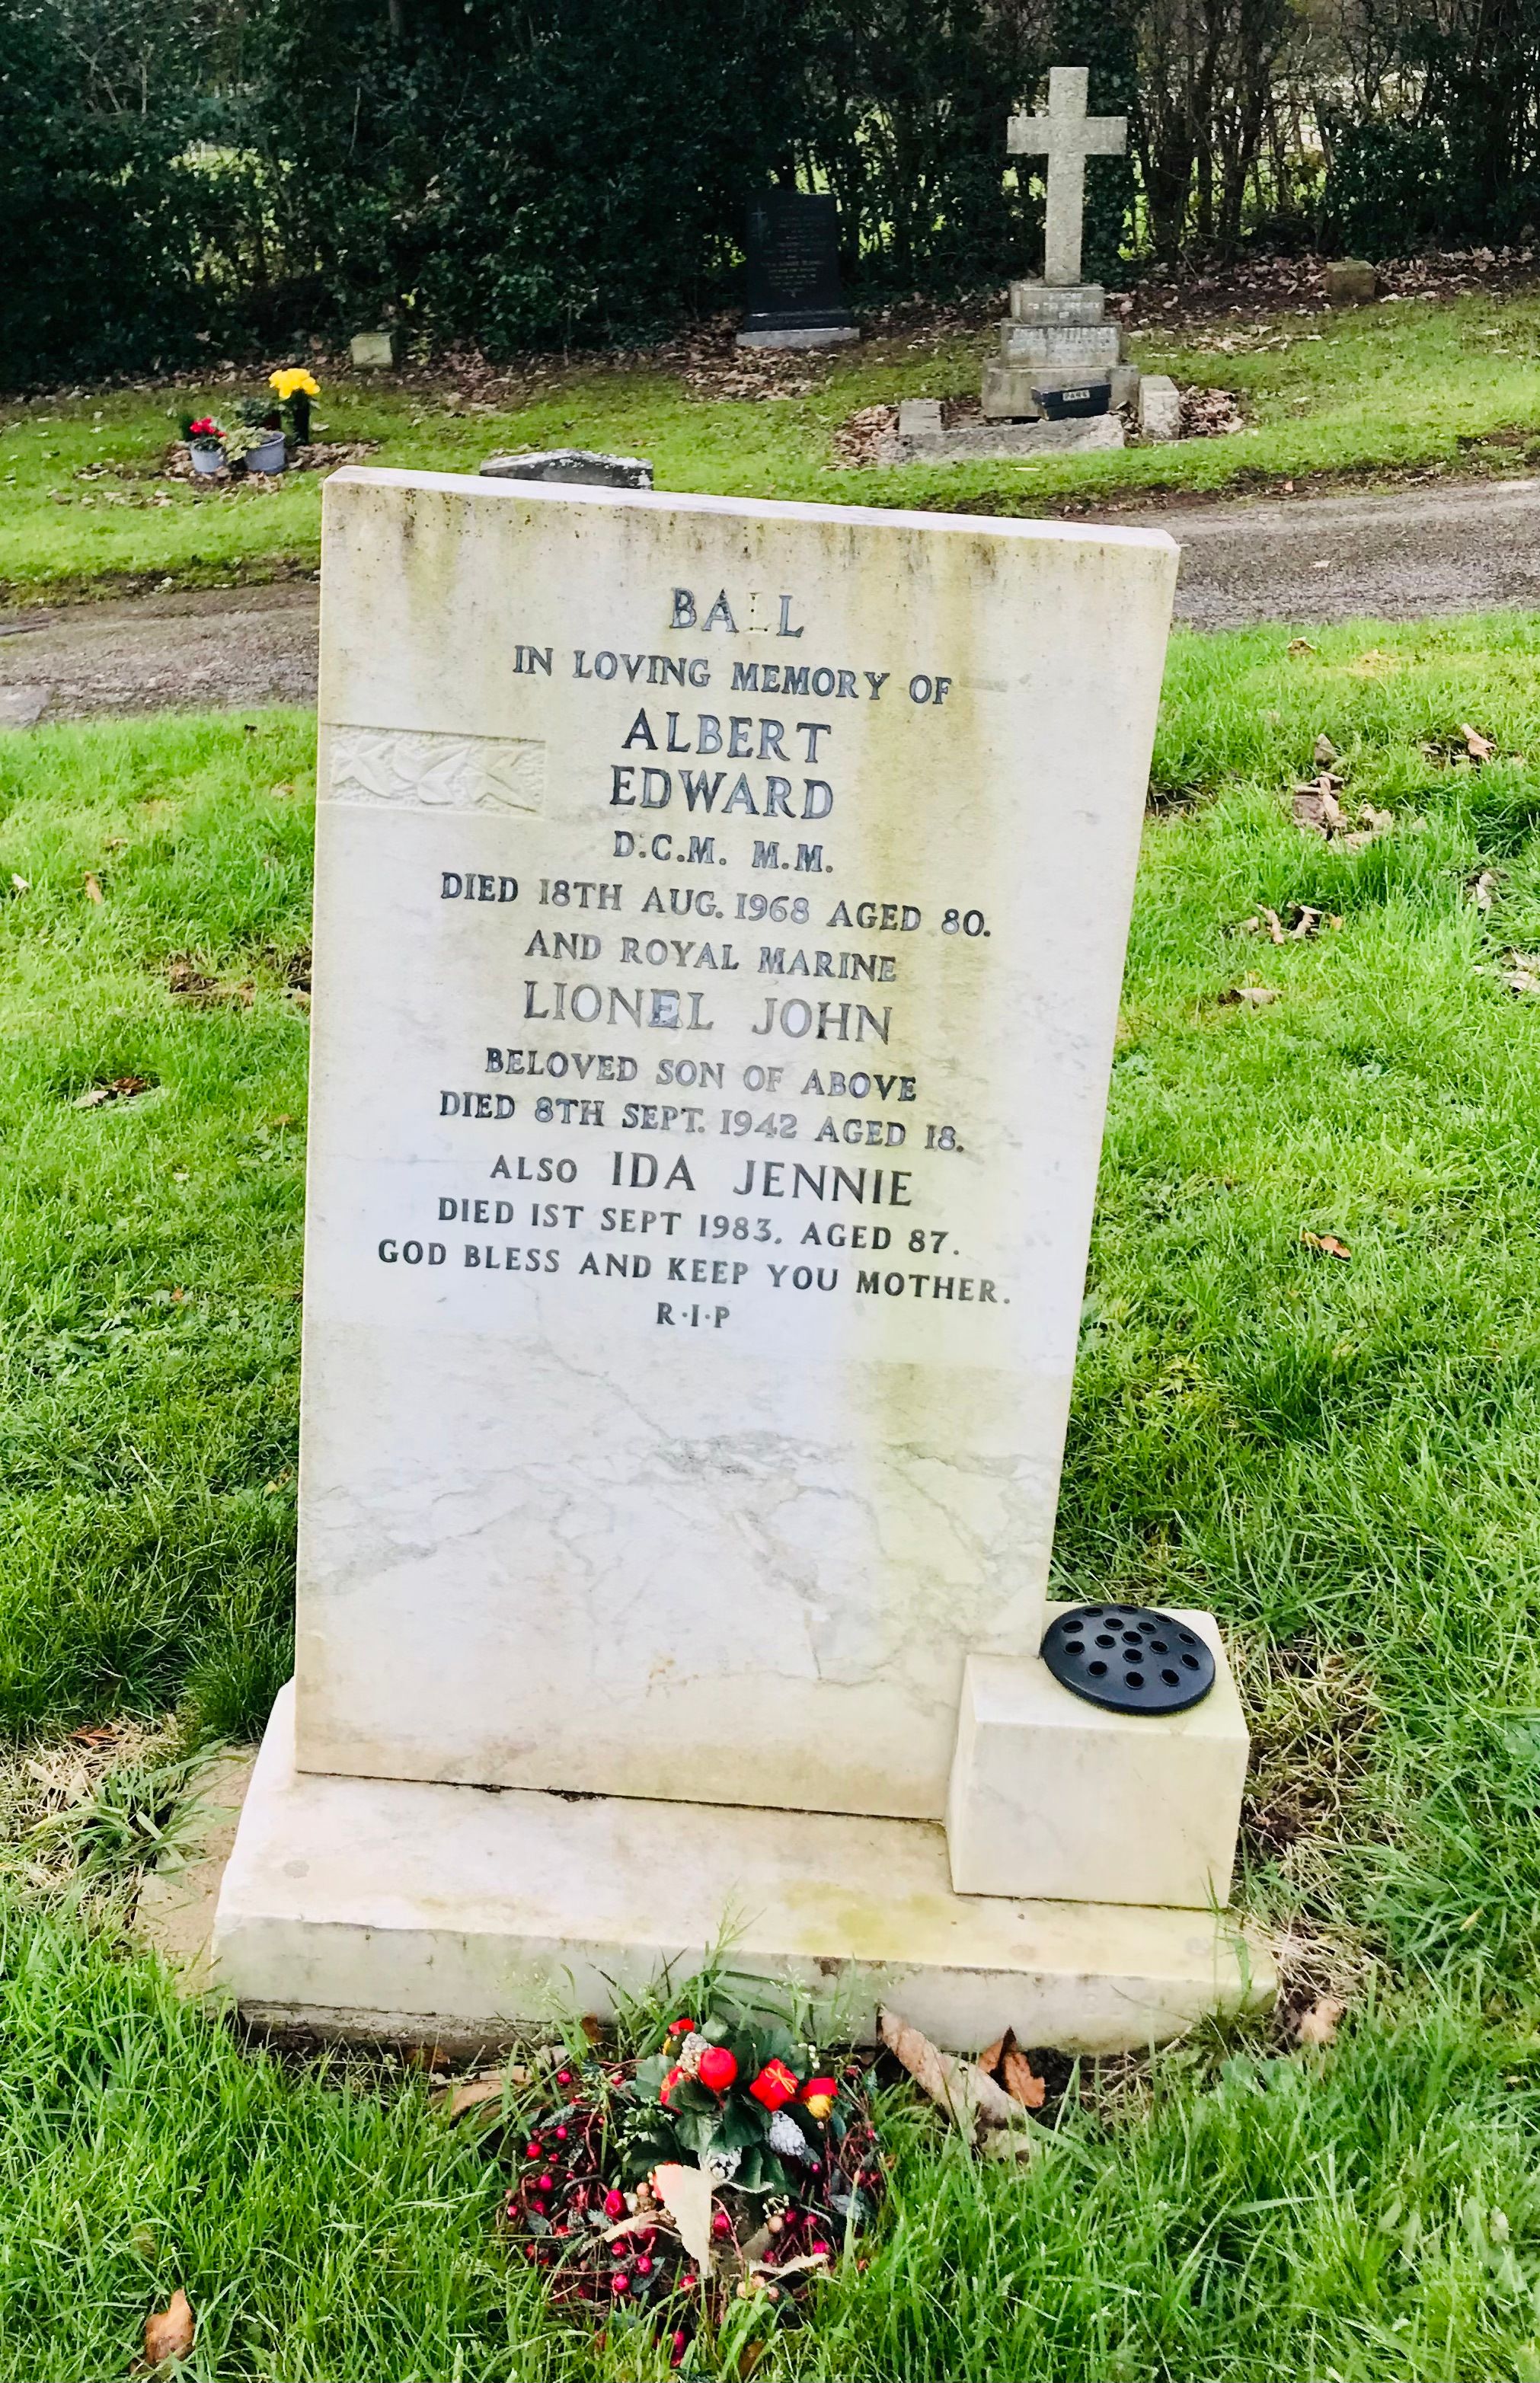 BALL
IN LOVING MEMORY OF
ALBERT
EDWARD
D.C.M. M.M.
DIED 18TH AUG. 1968 AGED 80.
AND ROYAL MARINE
LIONEL JOHN
BELOVED SON OF ABOVE
DIED 8TH SEPT. 1942 AGED 18.
ALSO IDA JENNIE
DIED 1ST SEPT 1983. AGED 87.
GOD BLESS AND KEEP YOU MOTHER.
R·I·P